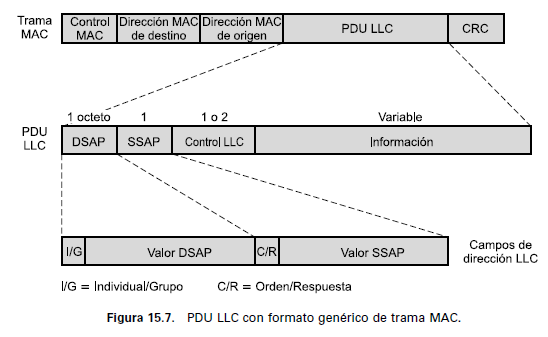 Trama
MAC
Control
MAC
Dirección MAC
de destino
Dirección MAC
de origen
PDU LLC
CRC
1 octeto
1
1 o 2
Variable
PDU
LLC
DSAP
SSAP
Control LLC
Información
I/G
Valor DSAP
C/R
Valor SSAP
Campos de
dirección LLC
I/G = Individual/Grupo
C/R = Orden/Respuesta
Figura 15.7. PDU LLC con formato genérico de trama MAC.